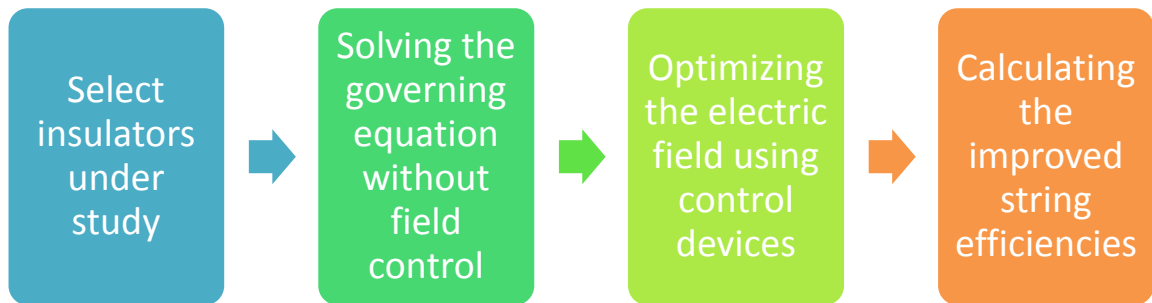 Select
insulators
under
study
Solving the
governing
equation
without
field
control
Optimizing
the electric
field using
control
devices
Calculating
the
improved
string
efficiencies